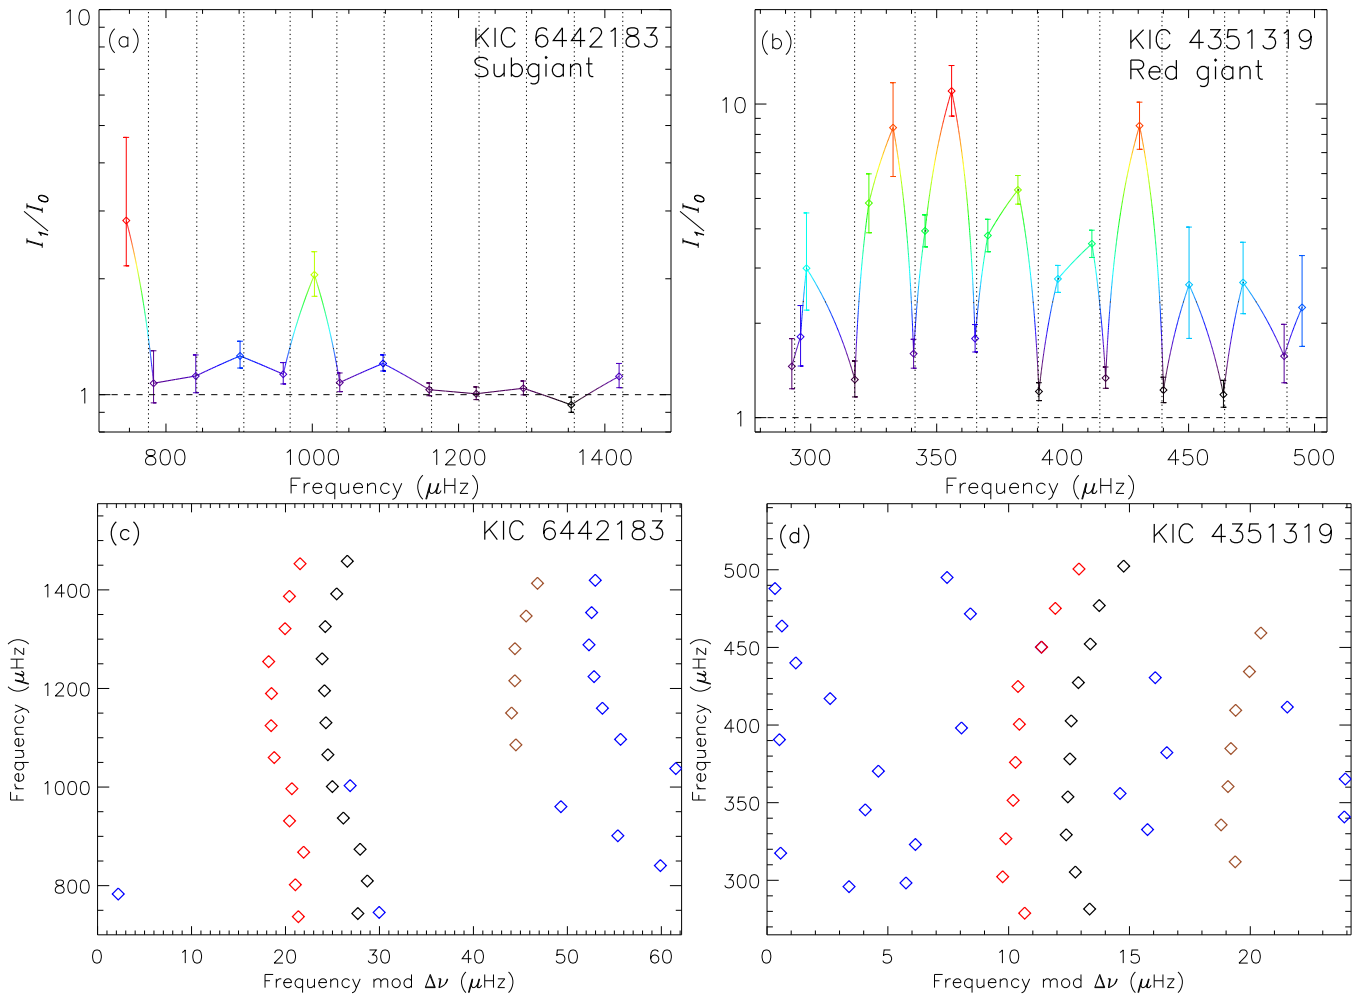 (a)
KIC 6442183
Subgiant
10
1
I1/I0
800 1000 1200 1400
Frequency (μHz)
(b)
KIC 4351319
Red giant
10
1
I1/I0
300 350 400 450 500
Frequency (μHz)
(c)
KIC 6442183
1400
1200
1000
800
Frequency (μHz)
0 10 20 30 40 50 60
Frequency mod Δν (μHz)
(d)
KIC 4351319
500
450
400
350
300
Frequency (μHz)
0 5 10 15 20
Frequency mod Δν (μHz)